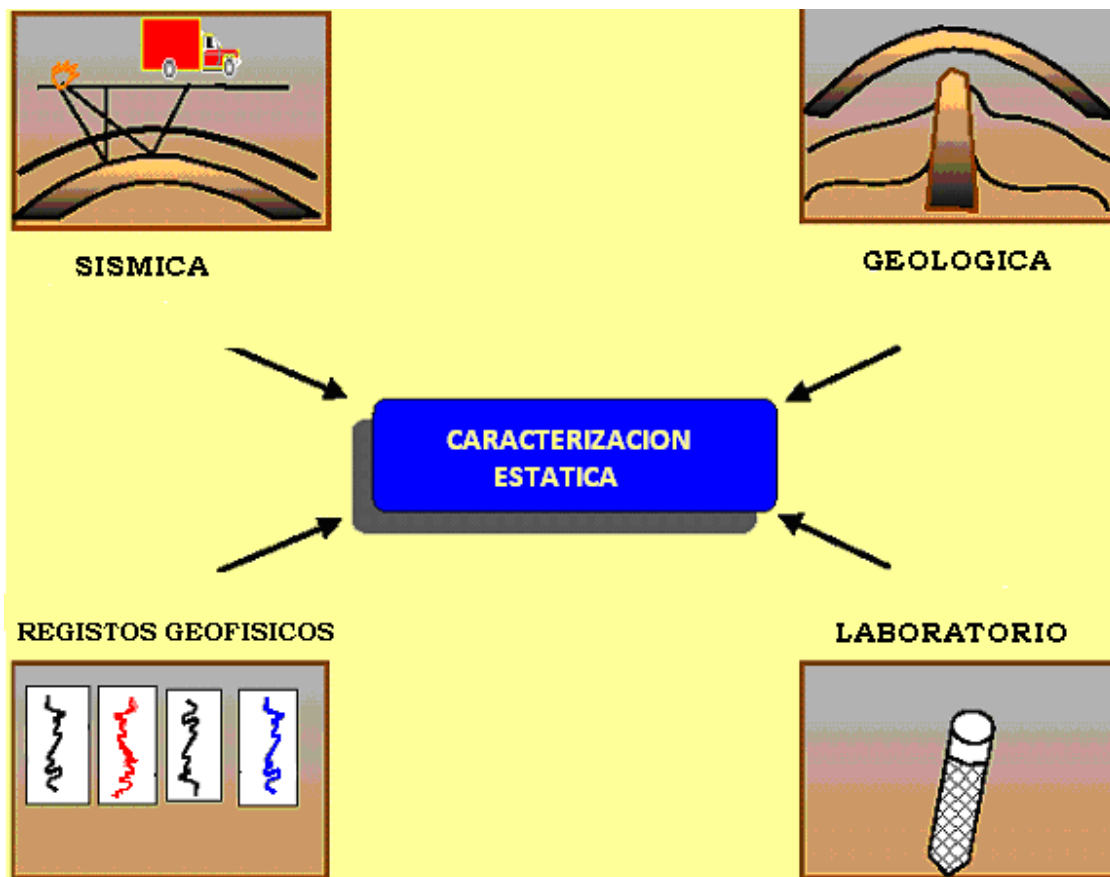 SISMICA
GEOLOGICA
CARACTERIZACION
ESTATICA
REGISTOS GEOFISICOS
LABORATORIO